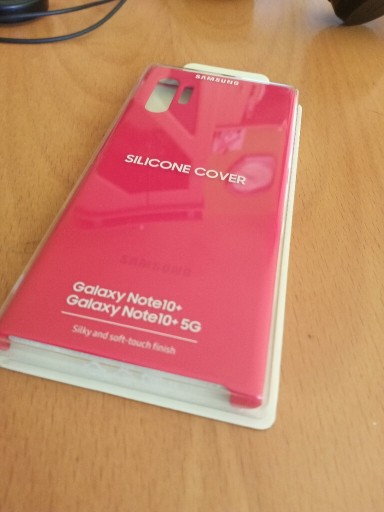 SAMSUNG
SILICONE COVER
SAMSUNG
Galaxy Note10+
Galaxy Note10+ 5G
Silky and soft-touch finish